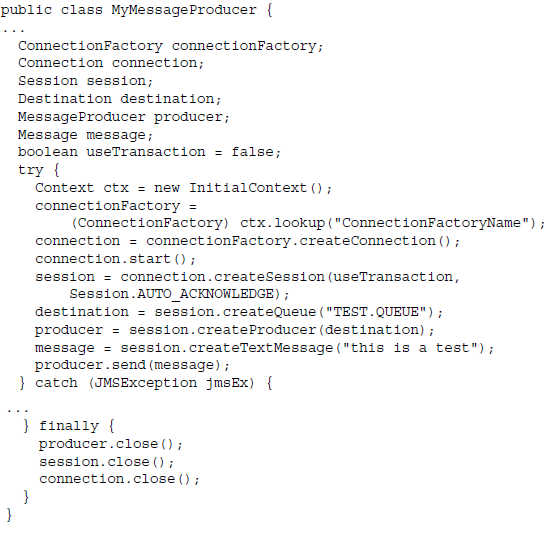 public class MyMessageProducer {
...
  ConnectionFactory connectionFactory;
  Connection connection;
  Session session;
  Destination destination;
  MessageProducer producer;
  Message message;
  boolean useTransaction = false;
  try {
    Context ctx = new InitialContext();
    connectionFactory =
        (ConnectionFactory) ctx.lookup("ConnectionFactoryName");
    connection = connectionFactory.createConnection();
    connection.start();
    session = connection.createSession(useTransaction,
        Session.AUTO_ACKNOWLEDGE);
    destination = session.createQueue("TEST.QUEUE");
    producer = session.createProducer(destination);
    message = session.createTextMessage("this is a test");
    producer.send(message);
  } catch (JMSException jmsEx) {
...
  } finally {
    producer.close();
    session.close();
    connection.close();
  }
}